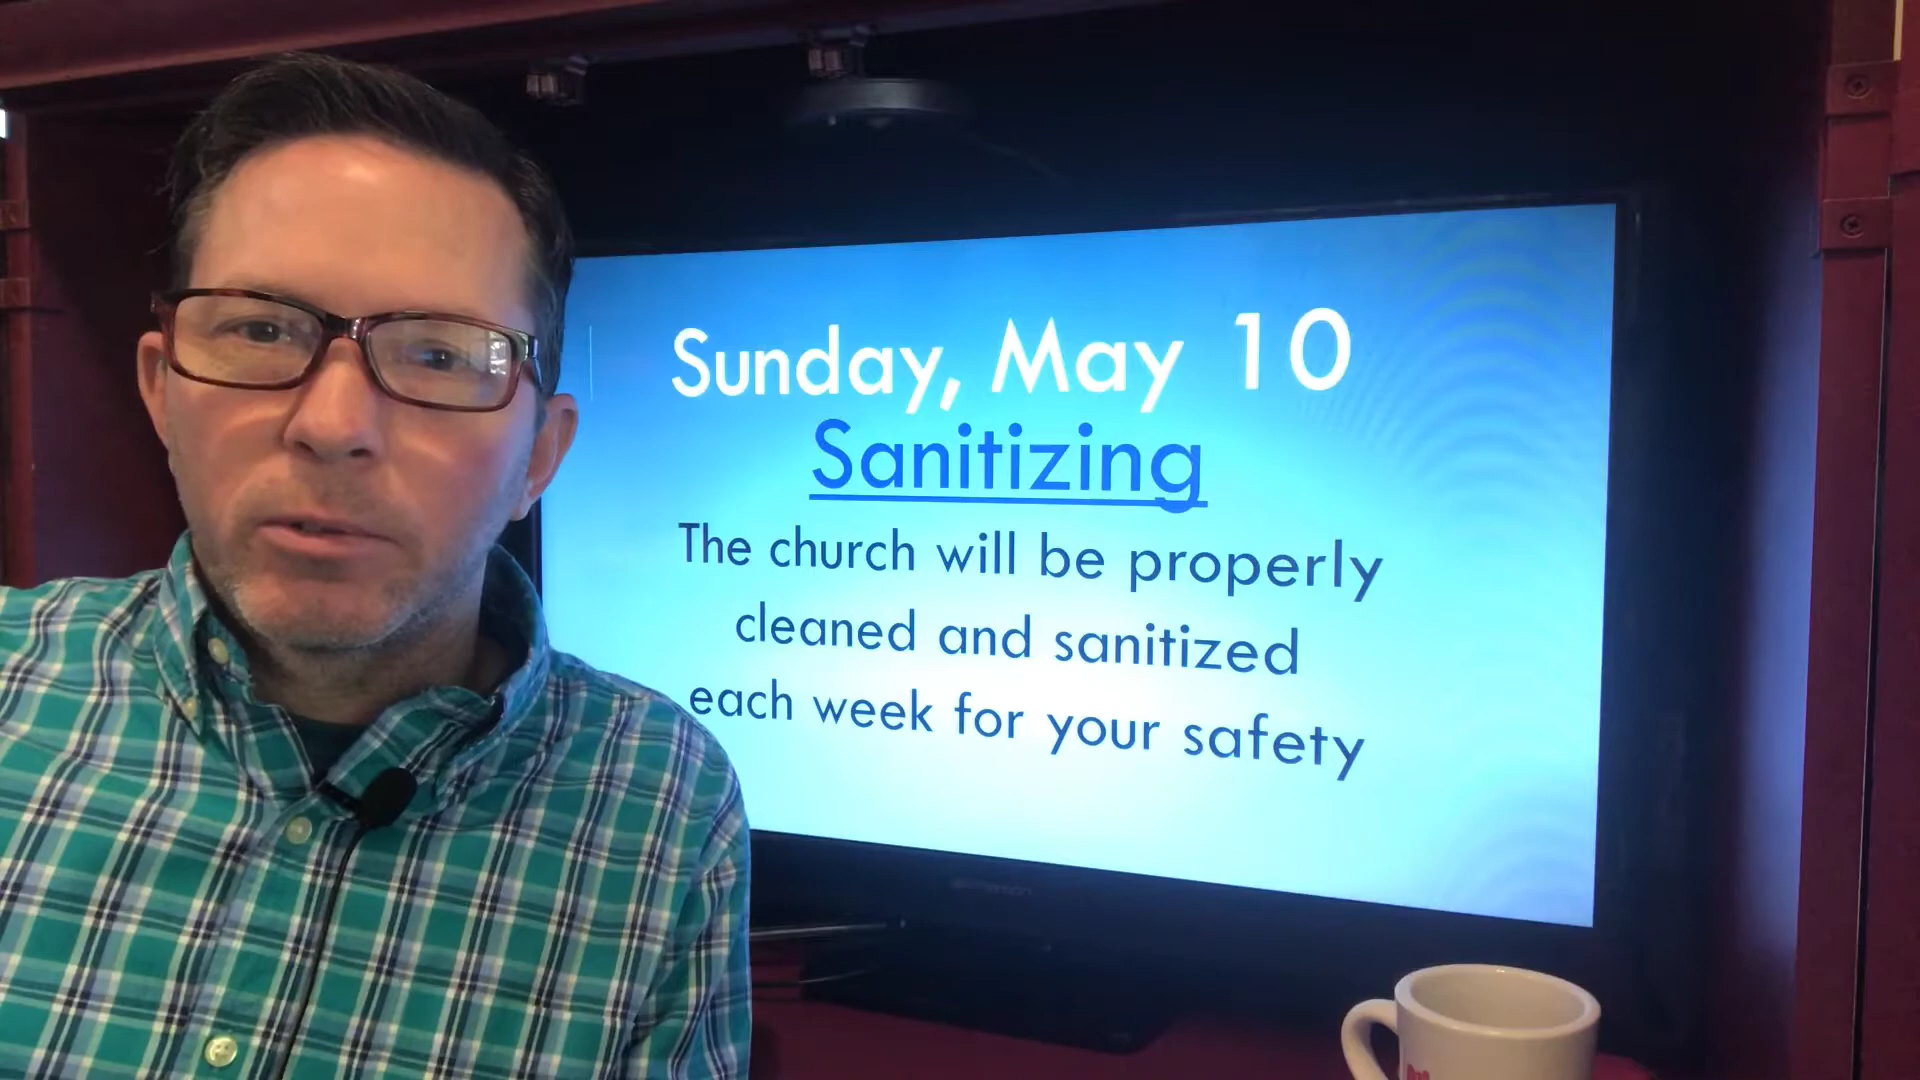 Sunday, May 10
Sanitizing
The church will be properly
cleaned and sanitized
each week for your safety